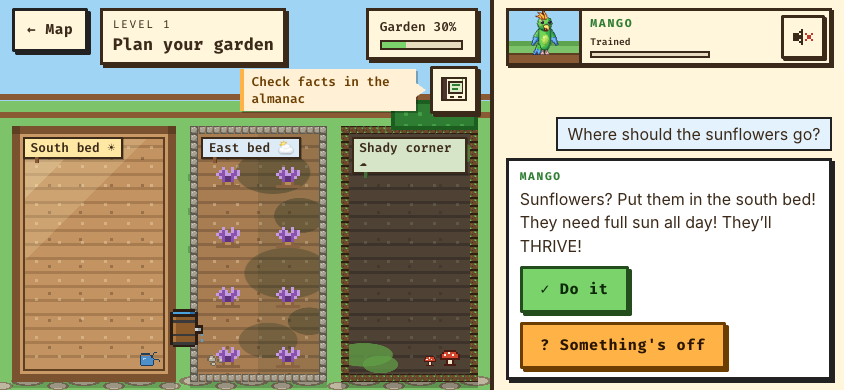 ← Map
LEVEL 1
Plan your garden
Garden 30%
Check facts in the
almanac
South bed ☀
East bed ⛅
Shady corner
☁
MANGO
Trained
Where should the sunflowers go?
MANGO
Sunflowers? Put them in the south bed!
They need full sun all day! They’ll
THRIVE!
✓ Do it
? Something's off